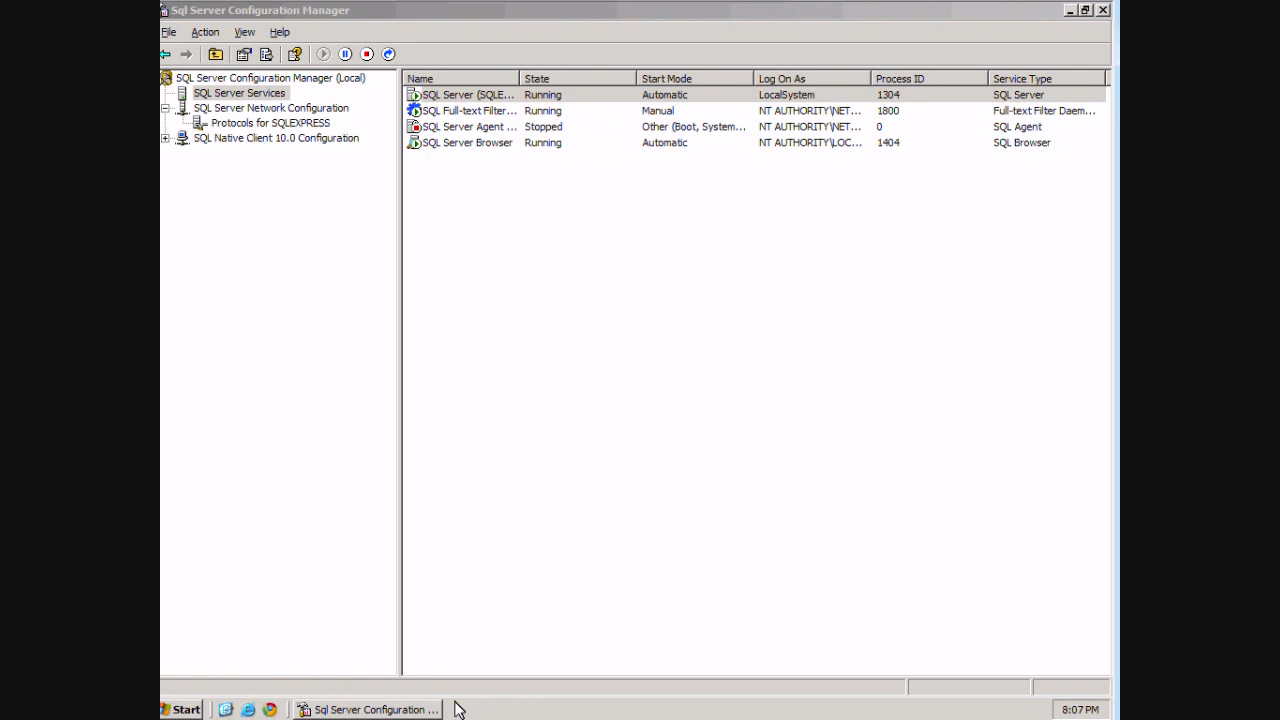 Sql Server Configuration Manager
File Action View Help
SQL Server Configuration Manager (Local)
SQL Server Services
SQL Server Network Configuration
Protocols for SQLEXPRESS
SQL Native Client 10.0 Configuration
Name State Start Mode Log On As Process ID Service Type
SQL Server (SQLE... Running Automatic LocalSystem 1304 SQL Server
SQL Full-text Filter... Running Manual NT AUTHORITY\NET... 1800 Full-text Filter Daem...
SQL Server Agent ... Stopped Other (Boot, System... NT AUTHORITY\NET... 0 SQL Agent
SQL Server Browser Running Automatic NT AUTHORITY\LOC... 1404 SQL Browser
Start Sql Server Configuration ... 8:07 PM